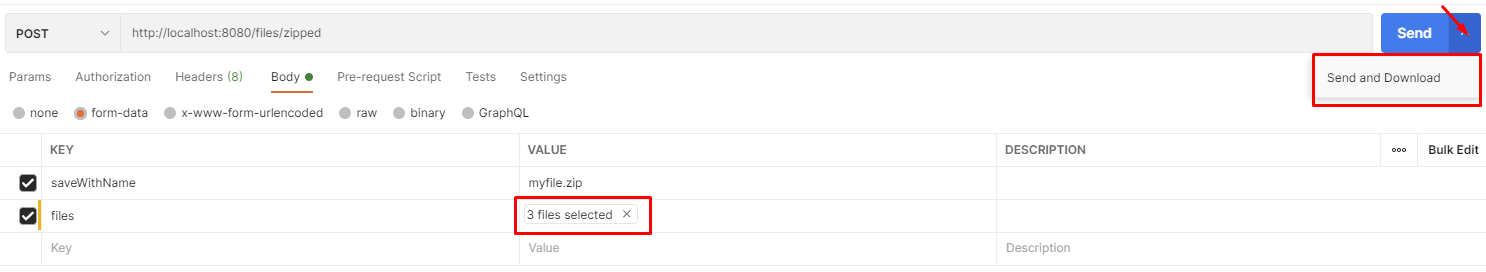 POST http://localhost:8080/files/zipped Send
Params Authorization Headers (8) Body Pre-request Script Tests Settings Send and Download
none form-data x-www-form-urlencoded raw binary GraphQL
KEY VALUE DESCRIPTION ooo Bulk Edit
saveWithName myfile.zip
files 3 files selected ×
Key Value Description